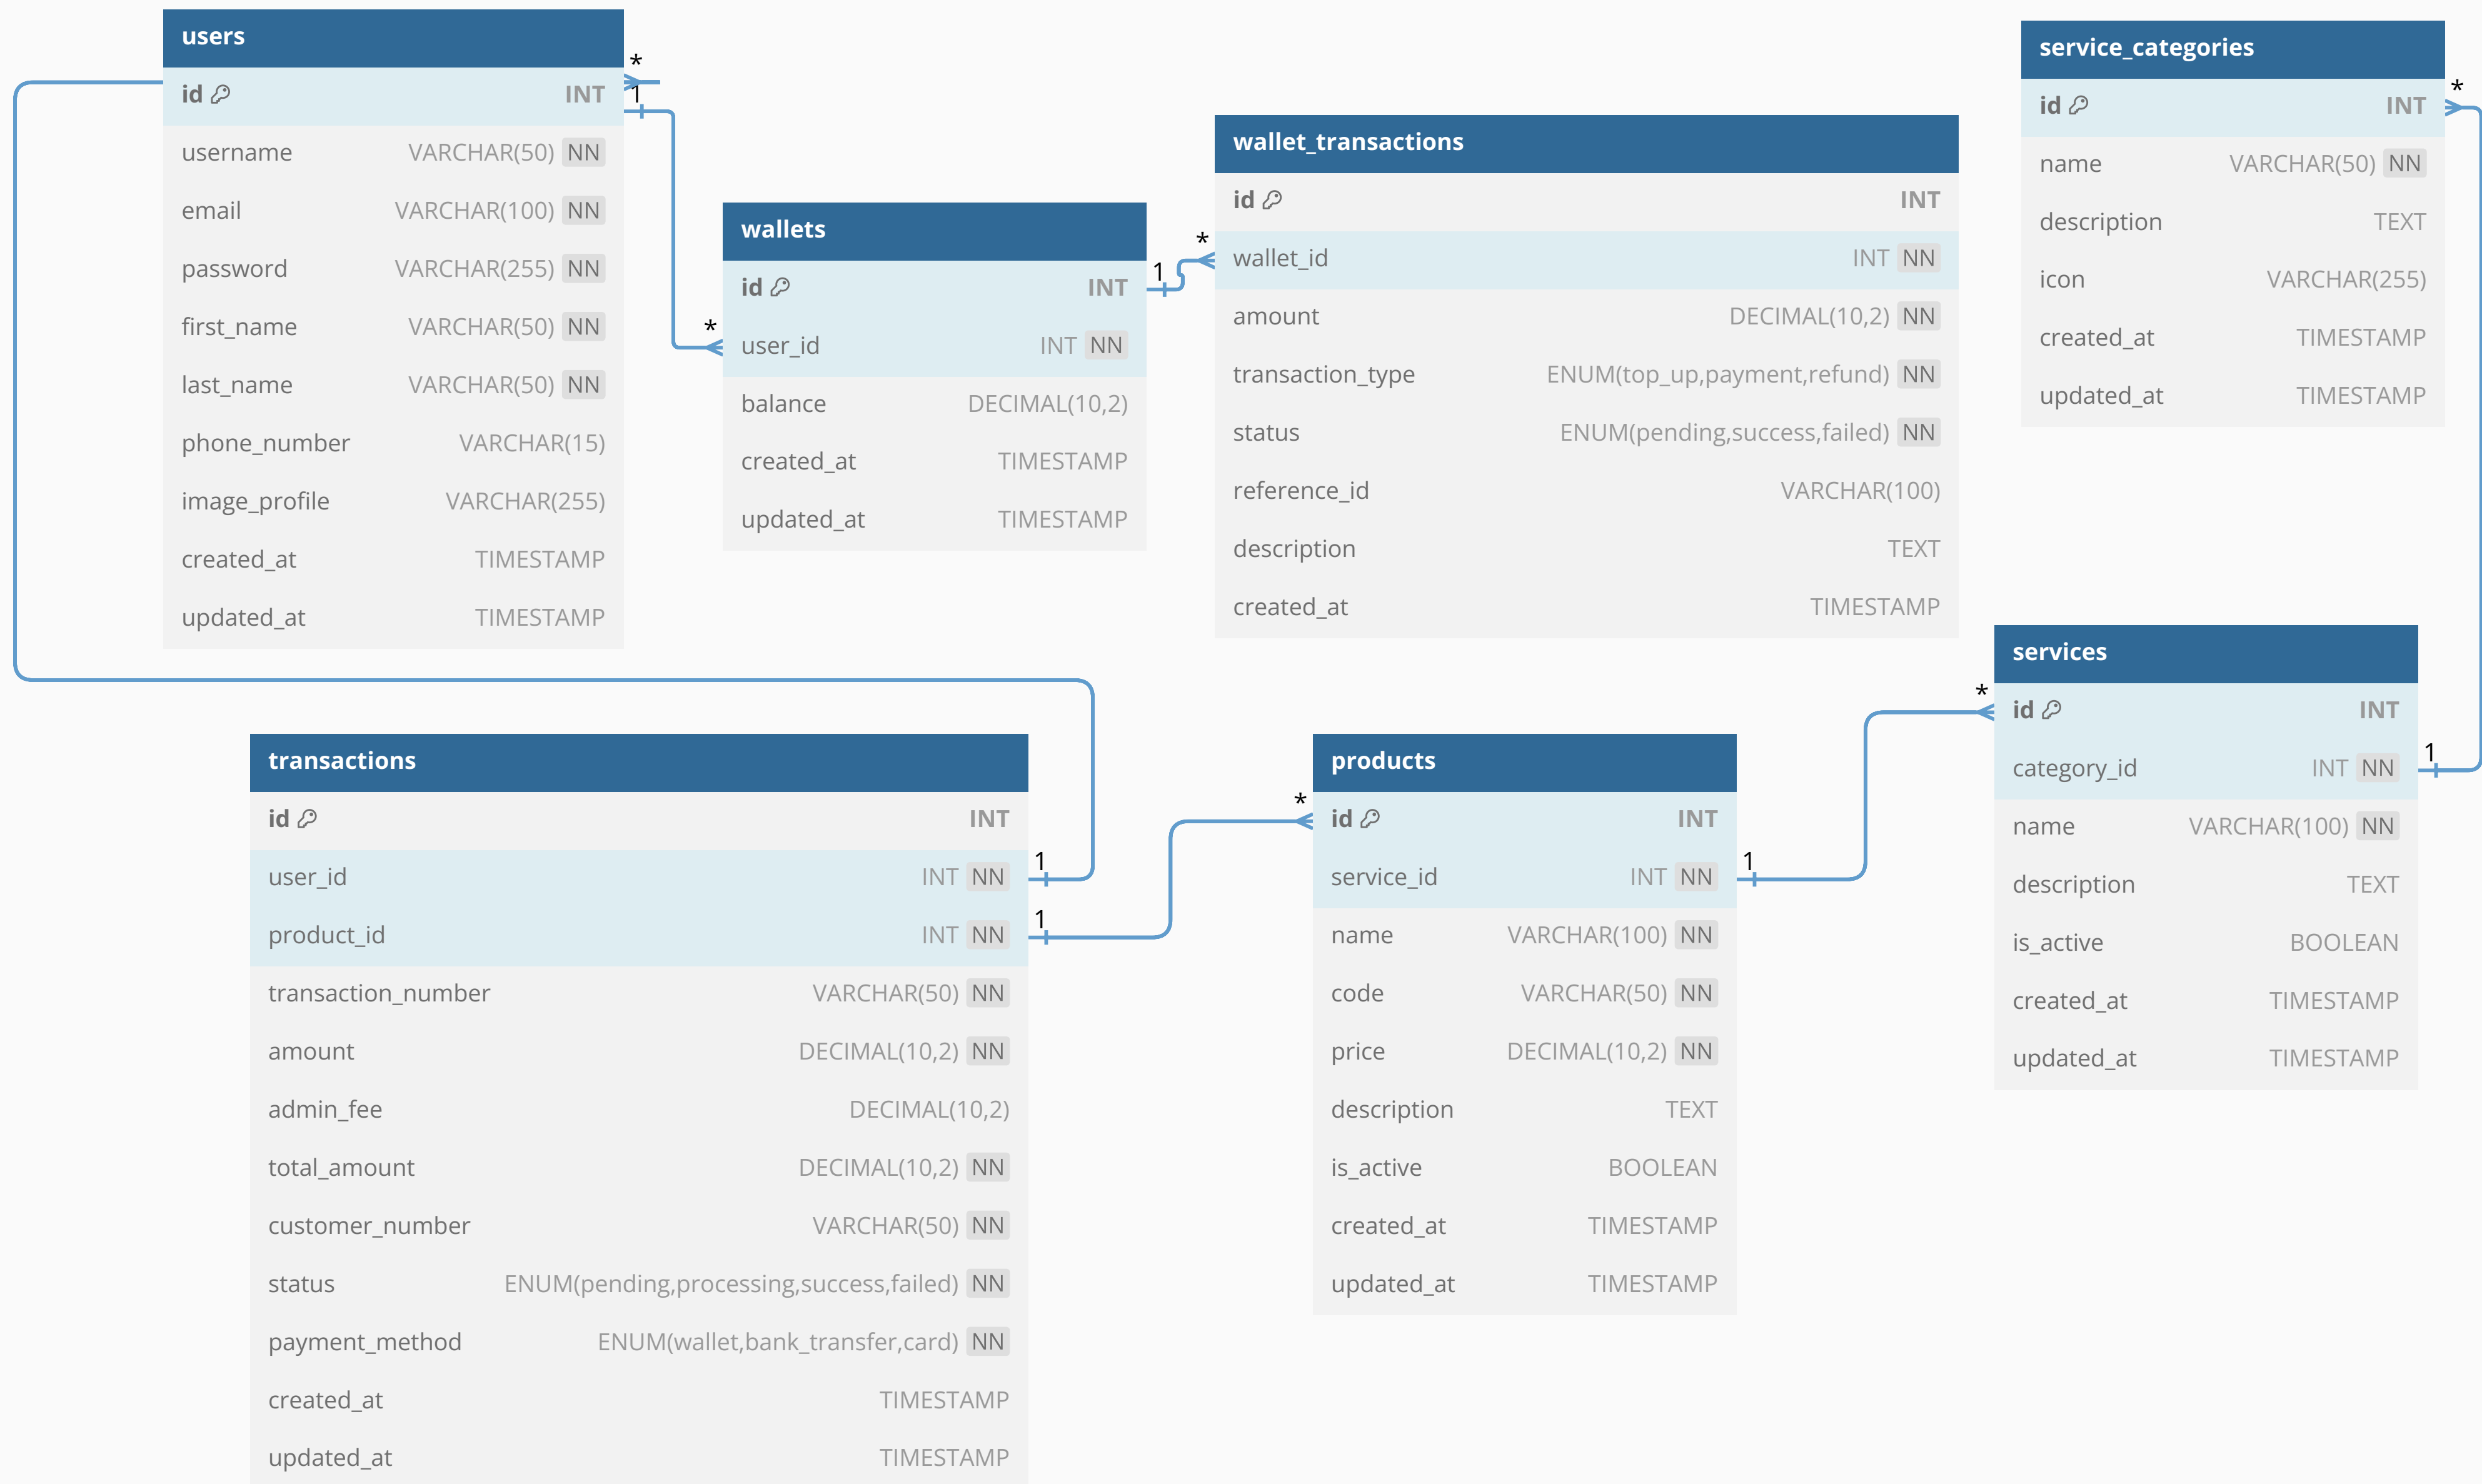 users
id INT
username VARCHAR(50) NN
email VARCHAR(100) NN
password VARCHAR(255) NN
first_name VARCHAR(50) NN
last_name VARCHAR(50) NN
phone_number VARCHAR(15)
image_profile VARCHAR(255)
created_at TIMESTAMP
updated_at TIMESTAMP
*
1
*
wallets
id INT
user_id INT NN
balance DECIMAL(10,2)
created_at TIMESTAMP
updated_at TIMESTAMP
1
*
wallet_transactions
id INT
wallet_id INT NN
amount DECIMAL(10,2) NN
transaction_type ENUM(top_up,payment,refund) NN
status ENUM(pending,success,failed) NN
reference_id VARCHAR(100)
description TEXT
created_at TIMESTAMP
service_categories
*
id INT
name VARCHAR(50) NN
description TEXT
icon VARCHAR(255)
created_at TIMESTAMP
updated_at TIMESTAMP
transactions
id INT
user_id INT NN
1
product_id INT NN
1
transaction_number VARCHAR(50) NN
amount DECIMAL(10,2) NN
admin_fee DECIMAL(10,2)
total_amount DECIMAL(10,2) NN
customer_number VARCHAR(50) NN
status ENUM(pending,processing,success,failed) NN
payment_method ENUM(wallet,bank_transfer,card) NN
created_at TIMESTAMP
updated_at TIMESTAMP
products
*
id INT
service_id INT NN
1
name VARCHAR(100) NN
code VARCHAR(50) NN
price DECIMAL(10,2) NN
description TEXT
is_active BOOLEAN
created_at TIMESTAMP
updated_at TIMESTAMP
services
*
id INT
category_id INT NN
1
name VARCHAR(100) NN
description TEXT
is_active BOOLEAN
created_at TIMESTAMP
updated_at TIMESTAMP